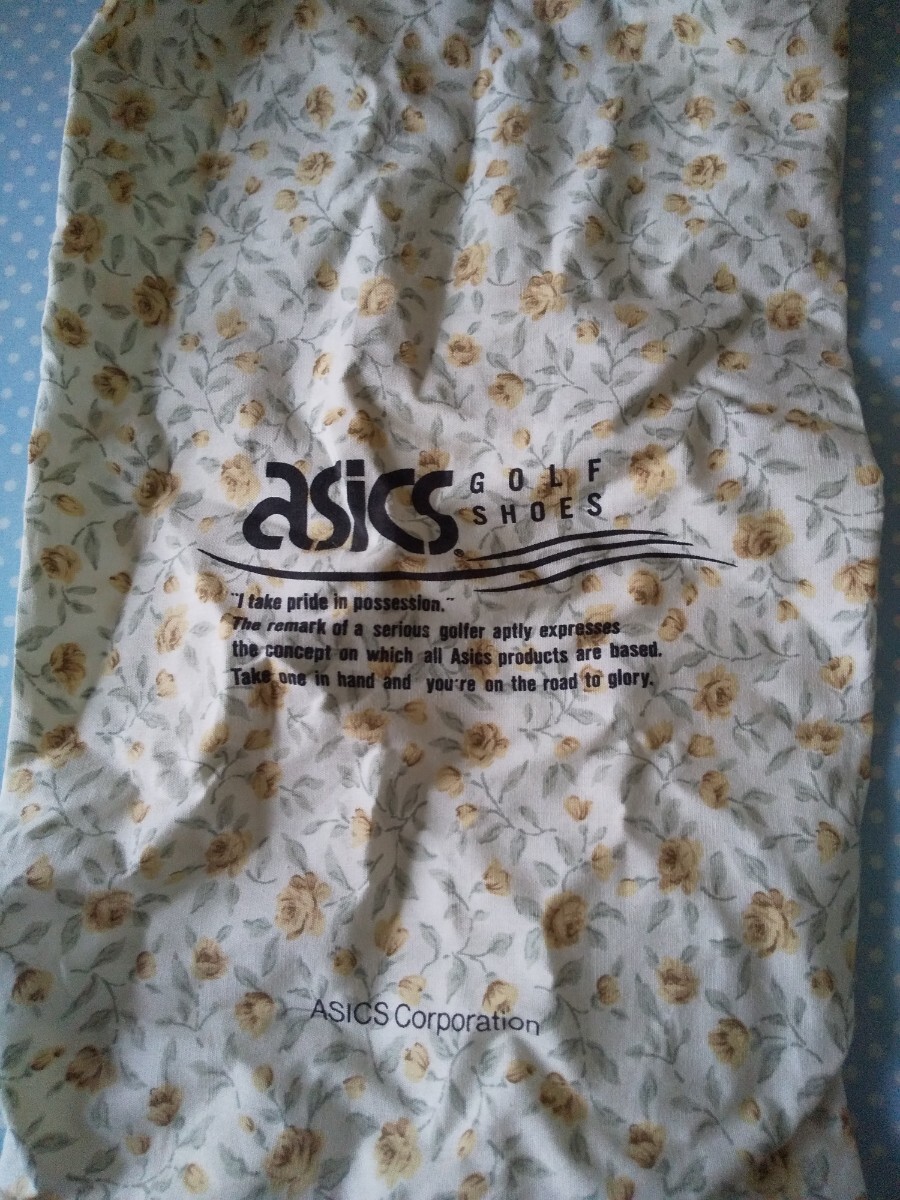 asics GOLF
SHOES
"I take pride in possession."
The remark of a serious golfer aptly expresses
the concept on which all Asics products are based.
Take one in hand and you're on the road to glory.
ASICS Corporation